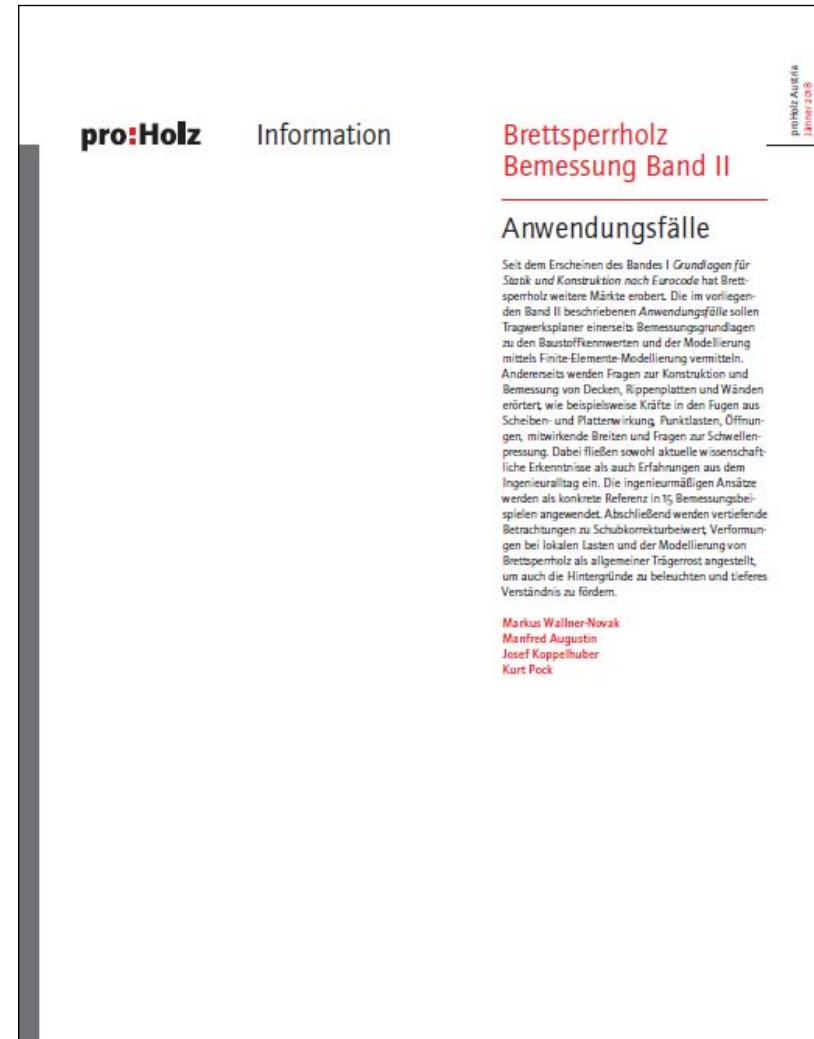 proHolz Austria
Jänner 2018
pro:Holz
Information
Brettsperrholz
Bemessung Band II
Anwendungsfälle
Seit dem Erscheinen des Bandes I Grundlagen für
Statik und Konstruktion nach Eurocode hat Brett-
sperrholz weitere Märkte erobert. Die im vorliegen-
den Band II beschriebenen Anwendungsfälle sollen
Tragwerksplaner einerseits Bemessungsgrundlagen
zu den Baustoffkennwerten und der Modellierung
mittels Finite-Elemente-Modellierung vermitteln.
Andererseits werden Fragen zur Konstruktion und
Bemessung von Decken, Rippenplatten und Wänden
erörtert, wie beispielsweise Kräfte in den Fugen aus
Scheiben- und Plattenwirkung, Punktlasten, Öffnun-
gen, mitwirkende Breiten und Fragen zur Schwellen-
pressung. Dabei fließen sowohl aktuelle wissenschaft-
liche Erkenntnisse als auch Erfahrungen aus dem
Ingenieuralltag ein. Die ingenieurmäßigen Ansätze
werden als konkrete Referenz in 15 Bemessungsbei-
spielen angewendet. Abschließend werden vertiefende
Betrachtungen zu Schubkorrekturbeiwert, Verformun-
gen bei lokalen Lasten und der Modellierung von
Brettsperrholz als allgemeiner Trägerrost angestellt,
um auch die Hintergründe zu beleuchten und tieferes
Verständnis zu fördern.
Markus Wallner-Novak
Manfred Augustin
Josef Koppelhuber
Kurt Pock